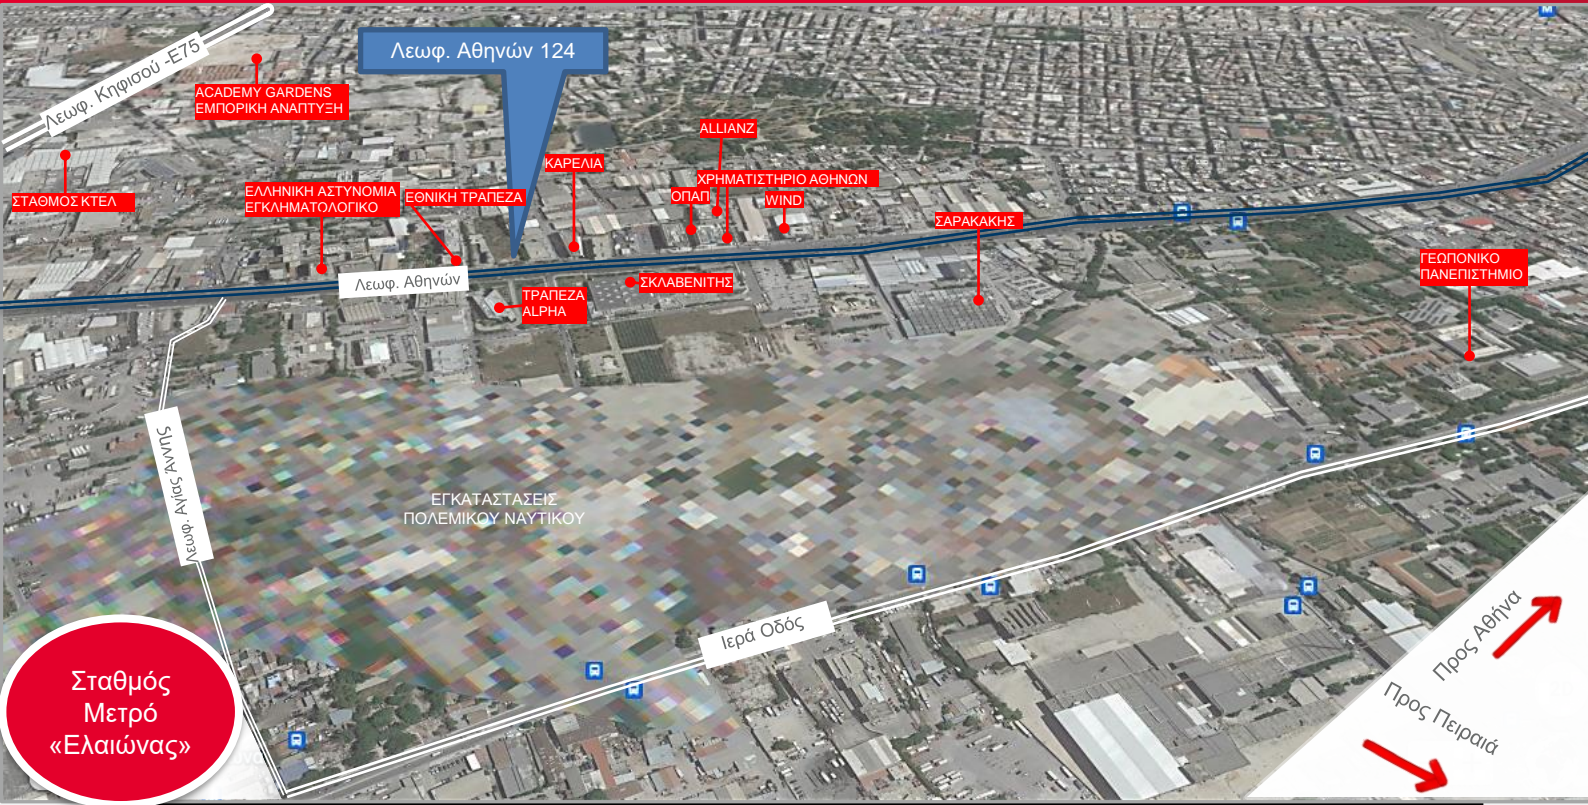 Λεωφ. Κηφισού -Ε75
Λεωφ. Αθηνών 124
ACADEMY GARDENS
ΕΜΠΟΡΙΚΗ ΑΝΑΠΤΥΞΗ
ALLIANZ
ΚΑΡΕΛΙΑ
ΧΡΗΜΑΤΙΣΤΗΡΙΟ ΑΘΗΝΩΝ
ΣΤΑΘΜΟΣ ΚΤΕΛ
ΕΛΛΗΝΙΚΗ ΑΣΤΥΝΟΜΙΑ
ΕΓΚΛΗΜΑΤΟΛΟΓΙΚΟ
ΕΘΝΙΚΗ ΤΡΑΠΕΖΑ
ΟΠΑΠ
WIND
ΣΑΡΑΚΑΚΗΣ
ΓΕΩΠΟΝΙΚΟ
ΠΑΝΕΠΙΣΤΗΜΙΟ
Λεωφ. Αθηνών
ΣΚΛΑΒΕΝΙΤΗΣ
ΤΡΑΠΕΖΑ
ALPHA
Λεωφ. Αγίας Άννης
ΕΓΚΑΤΑΣΤΑΣΕΙΣ
ΠΟΛΕΜΙΚΟΥ ΝΑΥΤΙΚΟΥ
Ιερά Οδός
Προς Αθήνα
Προς Πειραιά
Σταθμός
Μετρό
«Ελαιώνας»
M